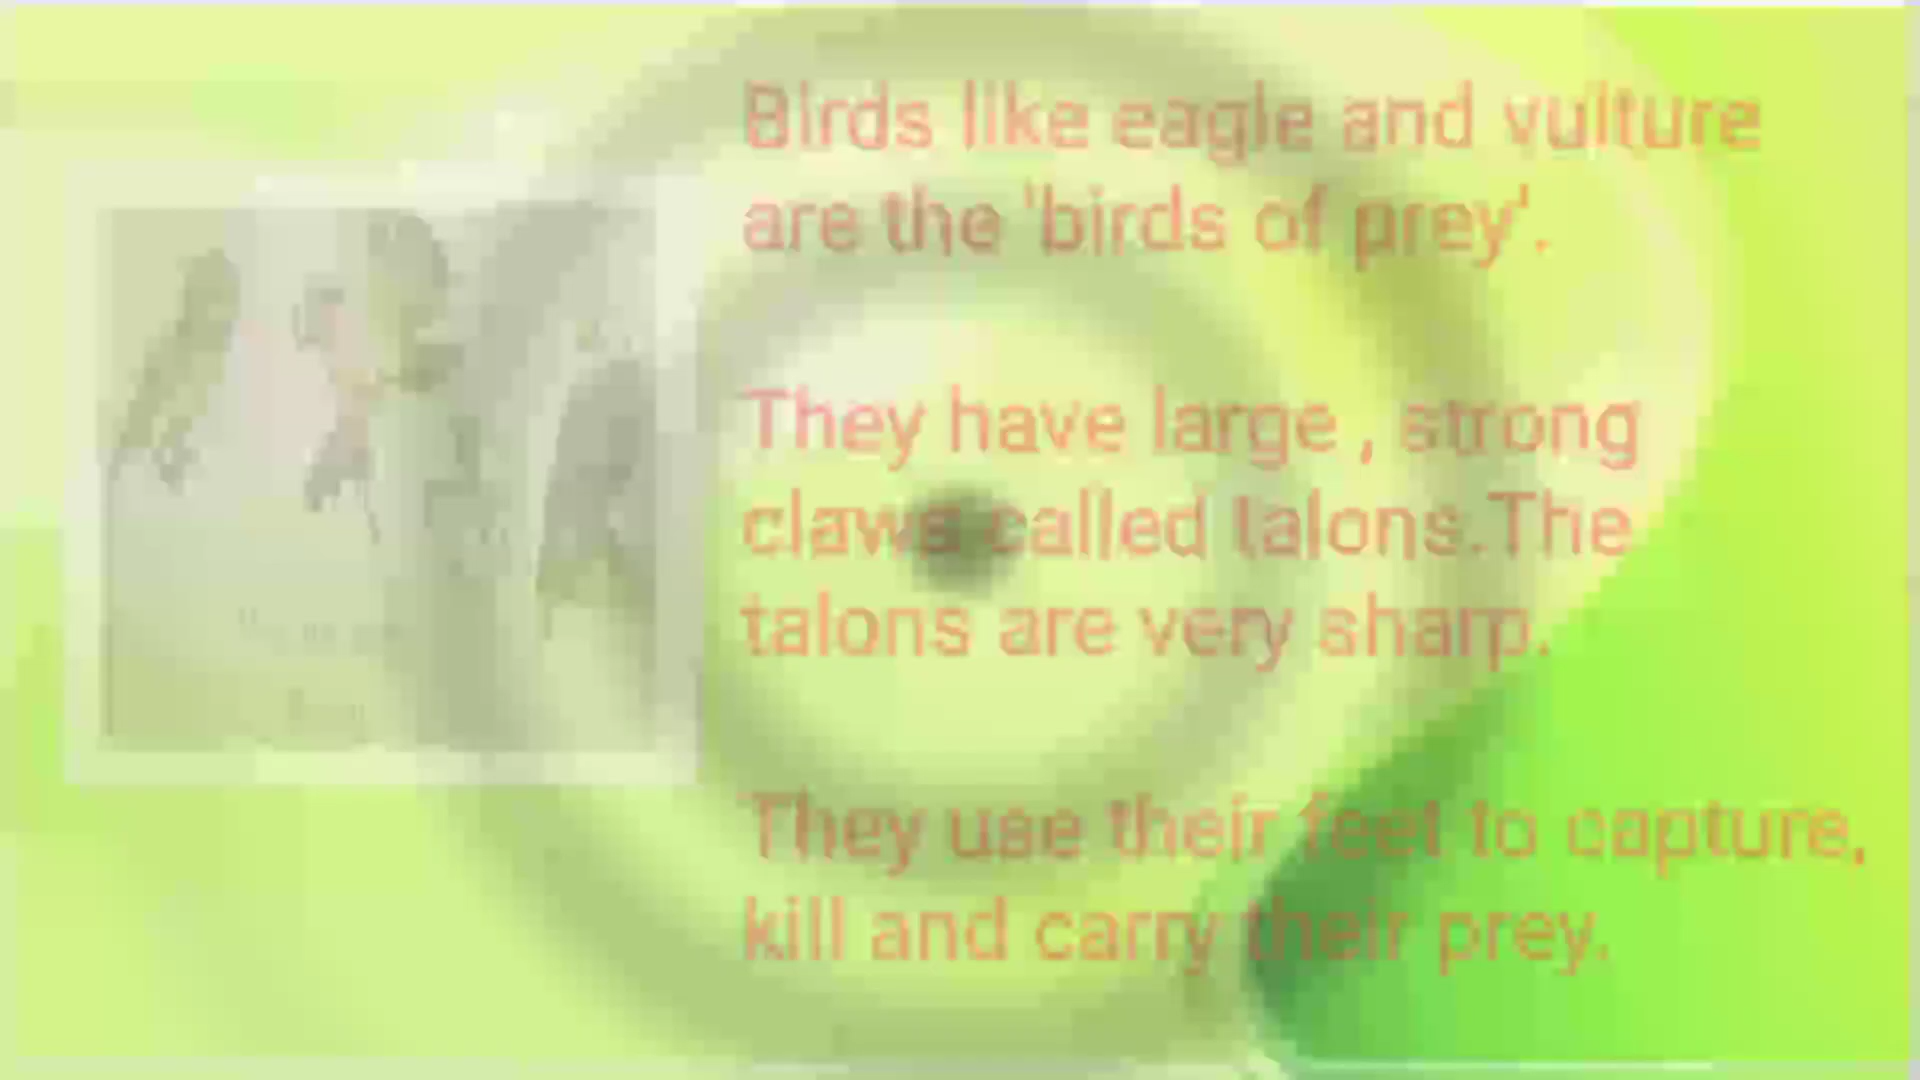 Birds like eagle and vulture
are the 'birds of prey'.
They have large , strong
claws called talons.The
talons are very sharp.
They use their feet to capture,
kill and carry their prey.